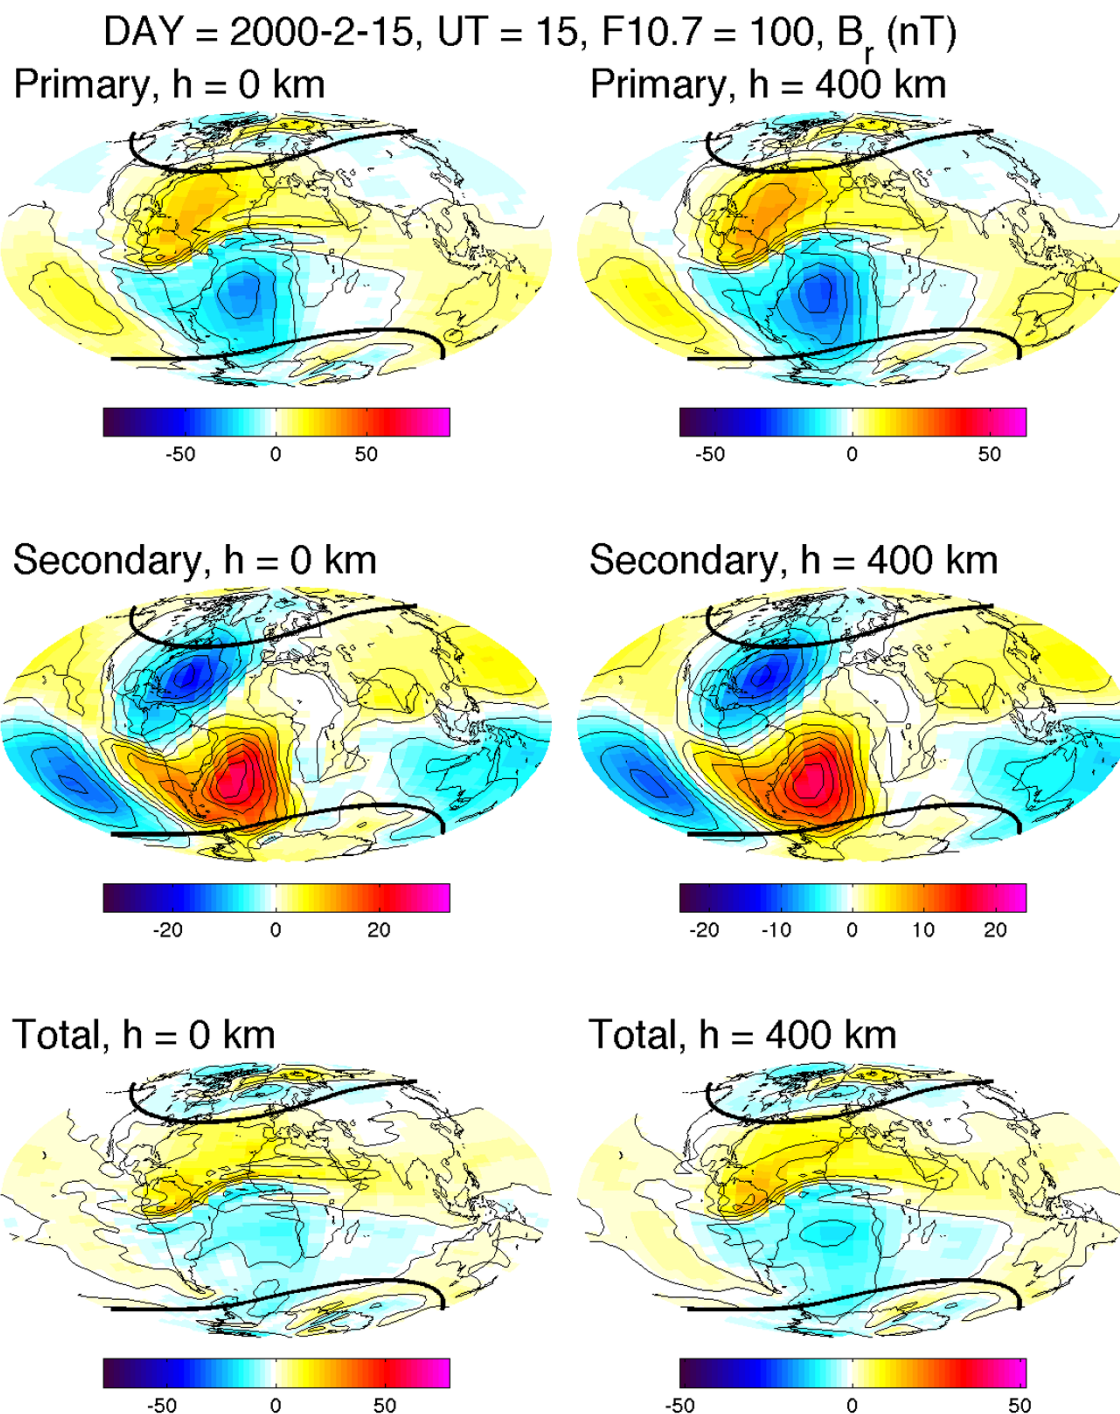 DAY = 2000-2-15, UT = 15, F10.7 = 100, B_r (nT)
Primary, h = 0 km
Primary, h = 400 km
-50 0 50
-50 0 50
Secondary, h = 0 km
Secondary, h = 400 km
-20 0 20
-20 -10 0 10 20
Total, h = 0 km
Total, h = 400 km
-50 0 50
-50 0 50